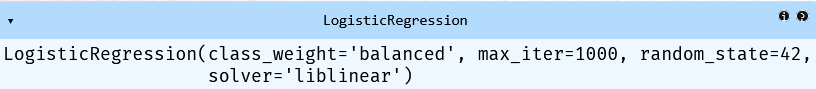 LogisticRegression
LogisticRegression(class_weight='balanced', max_iter=1000, random_state=42,
solver='liblinear')